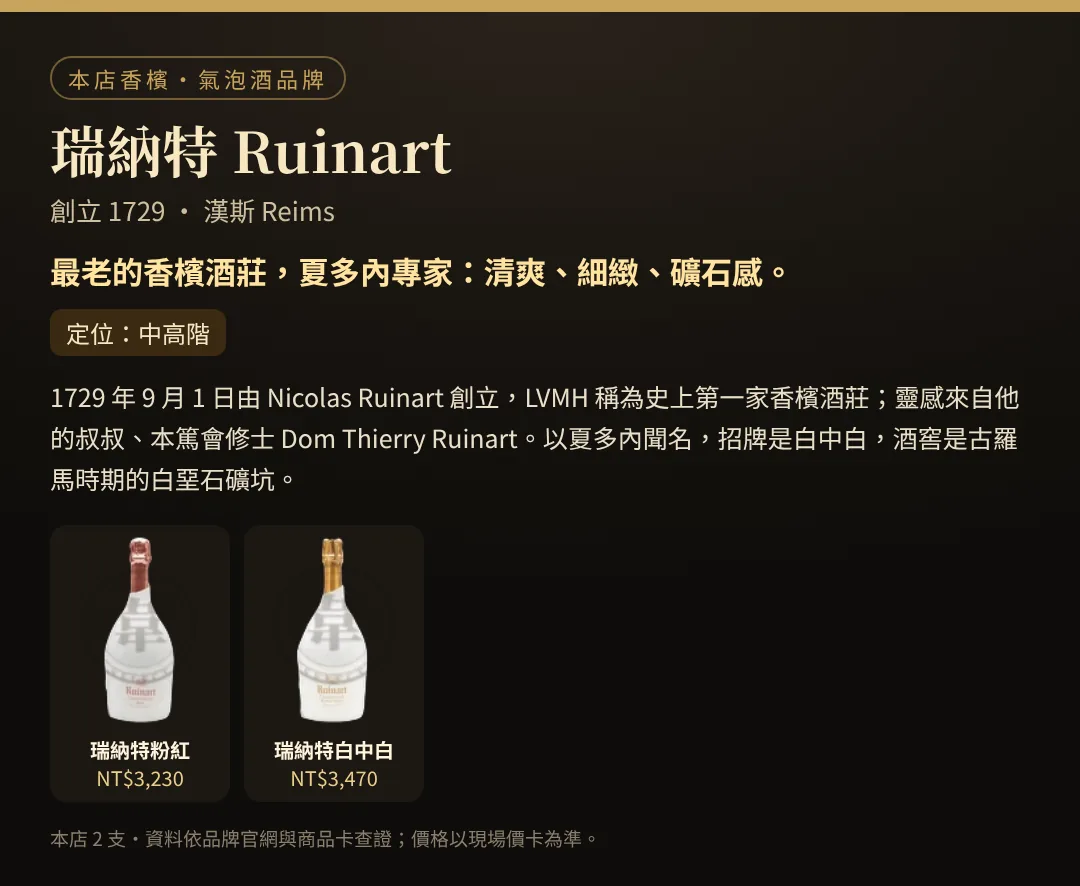 本店香檳・氣泡酒品牌
瑞納特 Ruinart
創立 1729 ・ 漢斯 Reims
最老的香檳酒莊，夏多內專家：清爽、細緻、礦石感。
定位：中高階
1729 年 9 月 1 日由 Nicolas Ruinart 創立，LVMH 稱為史上第一家香檳酒莊；靈感來自他
的叔叔、本篤會修士 Dom Thierry Ruinart。以夏多內聞名，招牌是白中白，酒窖是古羅
馬時期的白堊石礦坑。
Ruinart
Ruinart
瑞納特粉紅
NT$3,230
瑞納特白中白
NT$3,470
本店 2 支・資料依品牌官網與商品卡查證；價格以現場價卡為準。